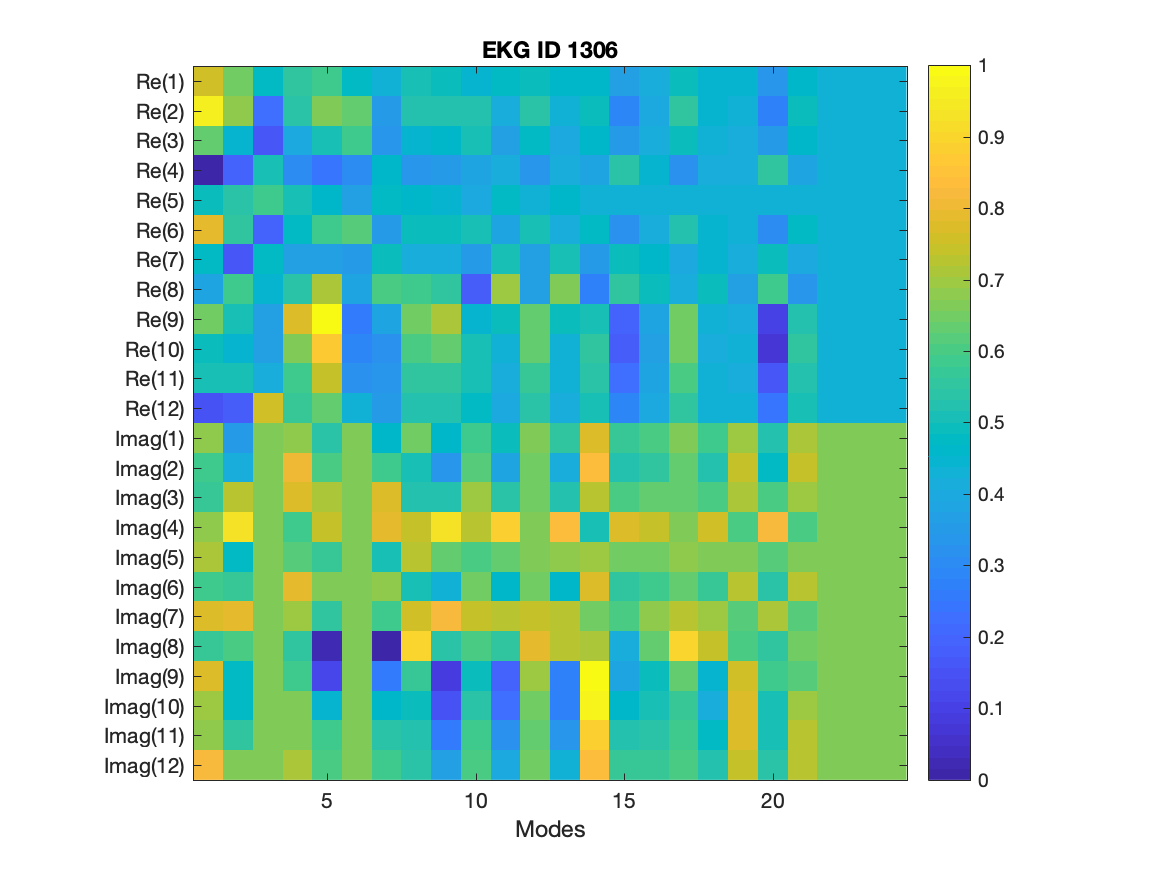 EKG ID 1306
Re(1)
Re(2)
Re(3)
Re(4)
Re(5)
Re(6)
Re(7)
Re(8)
Re(9)
Re(10)
Re(11)
Re(12)
Imag(1)
Imag(2)
Imag(3)
Imag(4)
Imag(5)
Imag(6)
Imag(7)
Imag(8)
Imag(9)
Imag(10)
Imag(11)
Imag(12)
5 10 15 20
Modes
1
0.9
0.8
0.7
0.6
0.5
0.4
0.3
0.2
0.1
0